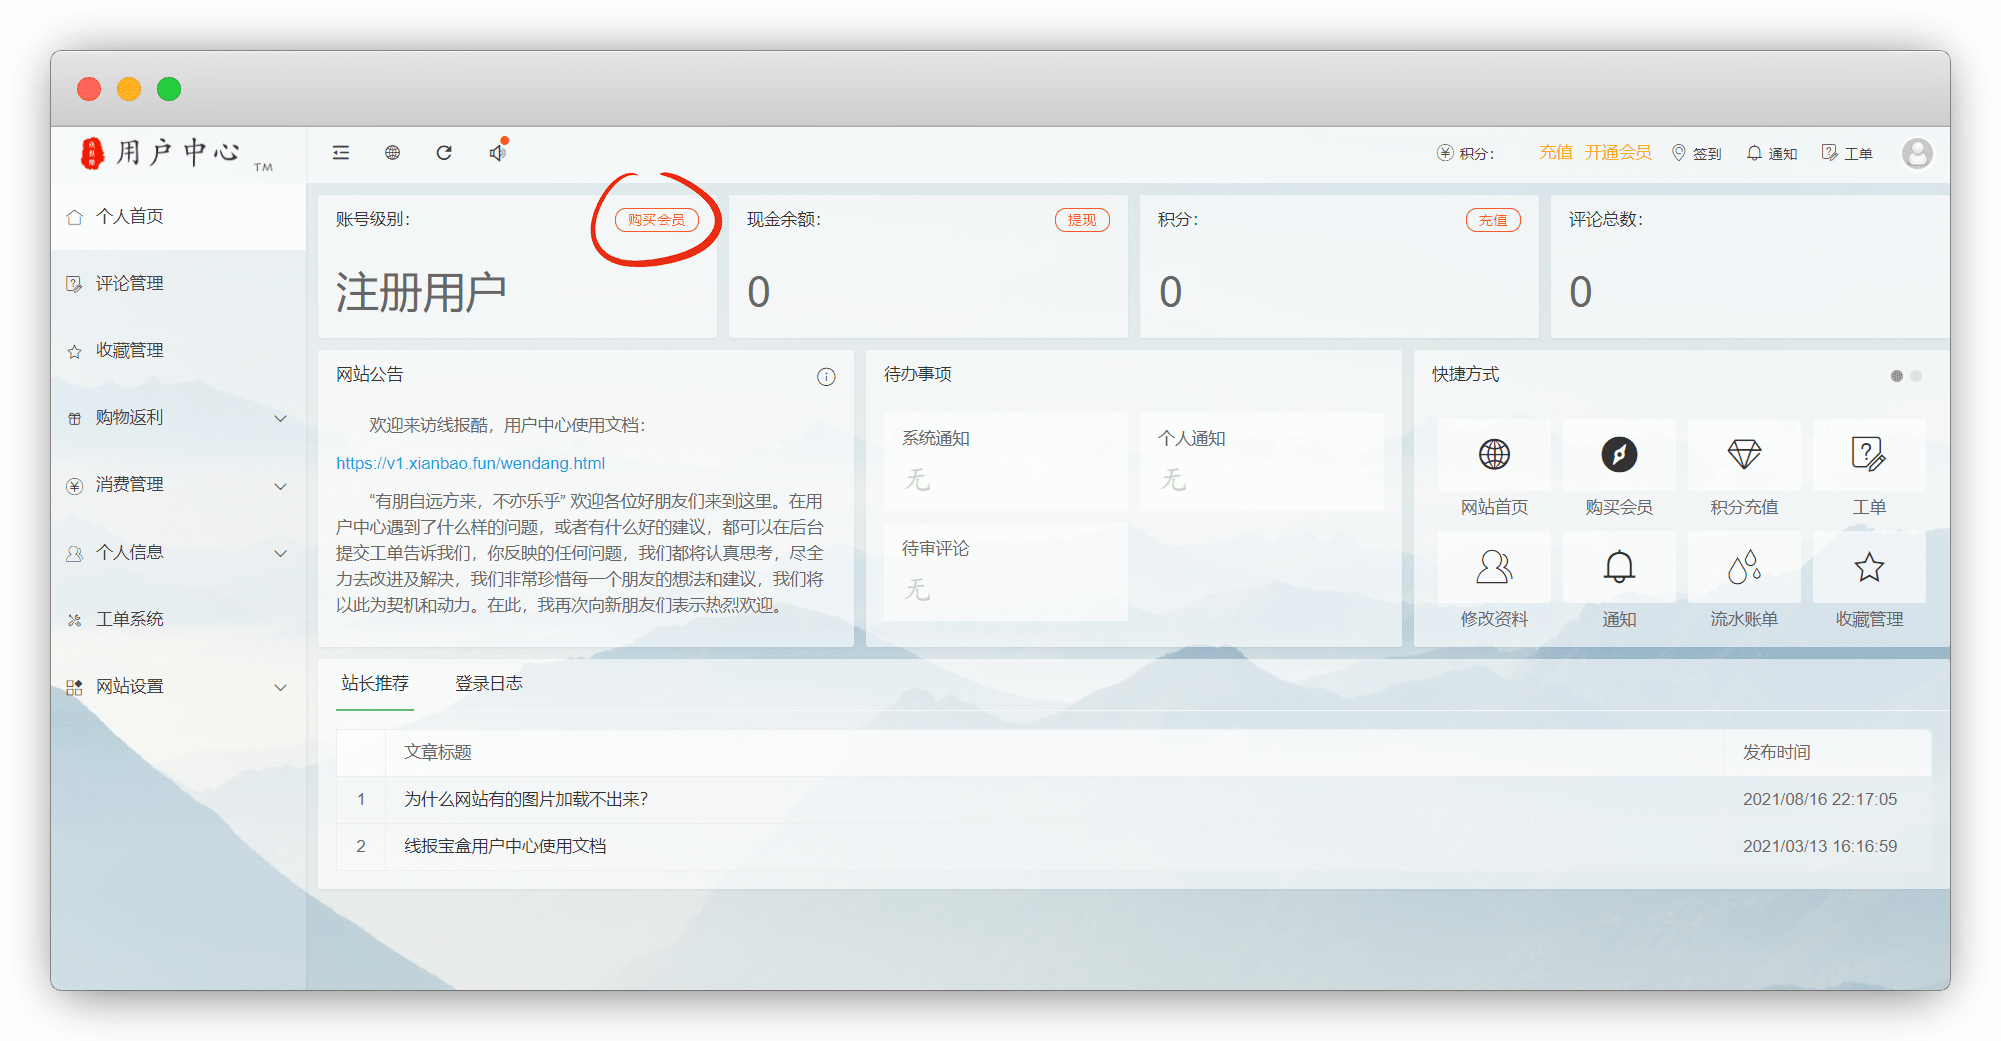 用户中心 TM
积分：
充值 开通会员
签到
通知
工单
个人首页
评论管理
收藏管理
购物返利
消费管理
个人信息
工单系统
网站设置
账号级别：
购买会员
注册用户
现金余额：
提现
0
积分：
充值
0
评论总数：
0
网站公告
欢迎来访线报酷，用户中心使用文档：
https://v1.xianbao.fun/wendang.html
“有朋自远方来，不亦乐乎” 欢迎各位好朋友们来到这里。在用
户中心遇到了什么样的问题，或者有什么好的建议，都可以在后台
提交工单告诉我们，你反映的任何问题，我们都将认真思考，尽全
力去改进及解决，我们非常珍惜每一个朋友的想法和建议，我们将
以此为契机和动力。在此，我再次向新朋友们表示热烈欢迎。
待办事项
系统通知
无
个人通知
无
待审评论
无
快捷方式
网站首页
购买会员
积分充值
工单
修改资料
通知
流水账单
收藏管理
站长推荐
登录日志
文章标题
发布时间
1 为什么网站有的图片加载不出来？ 2021/08/16 22:17:05
2 线报宝盒用户中心使用文档 2021/03/13 16:16:59